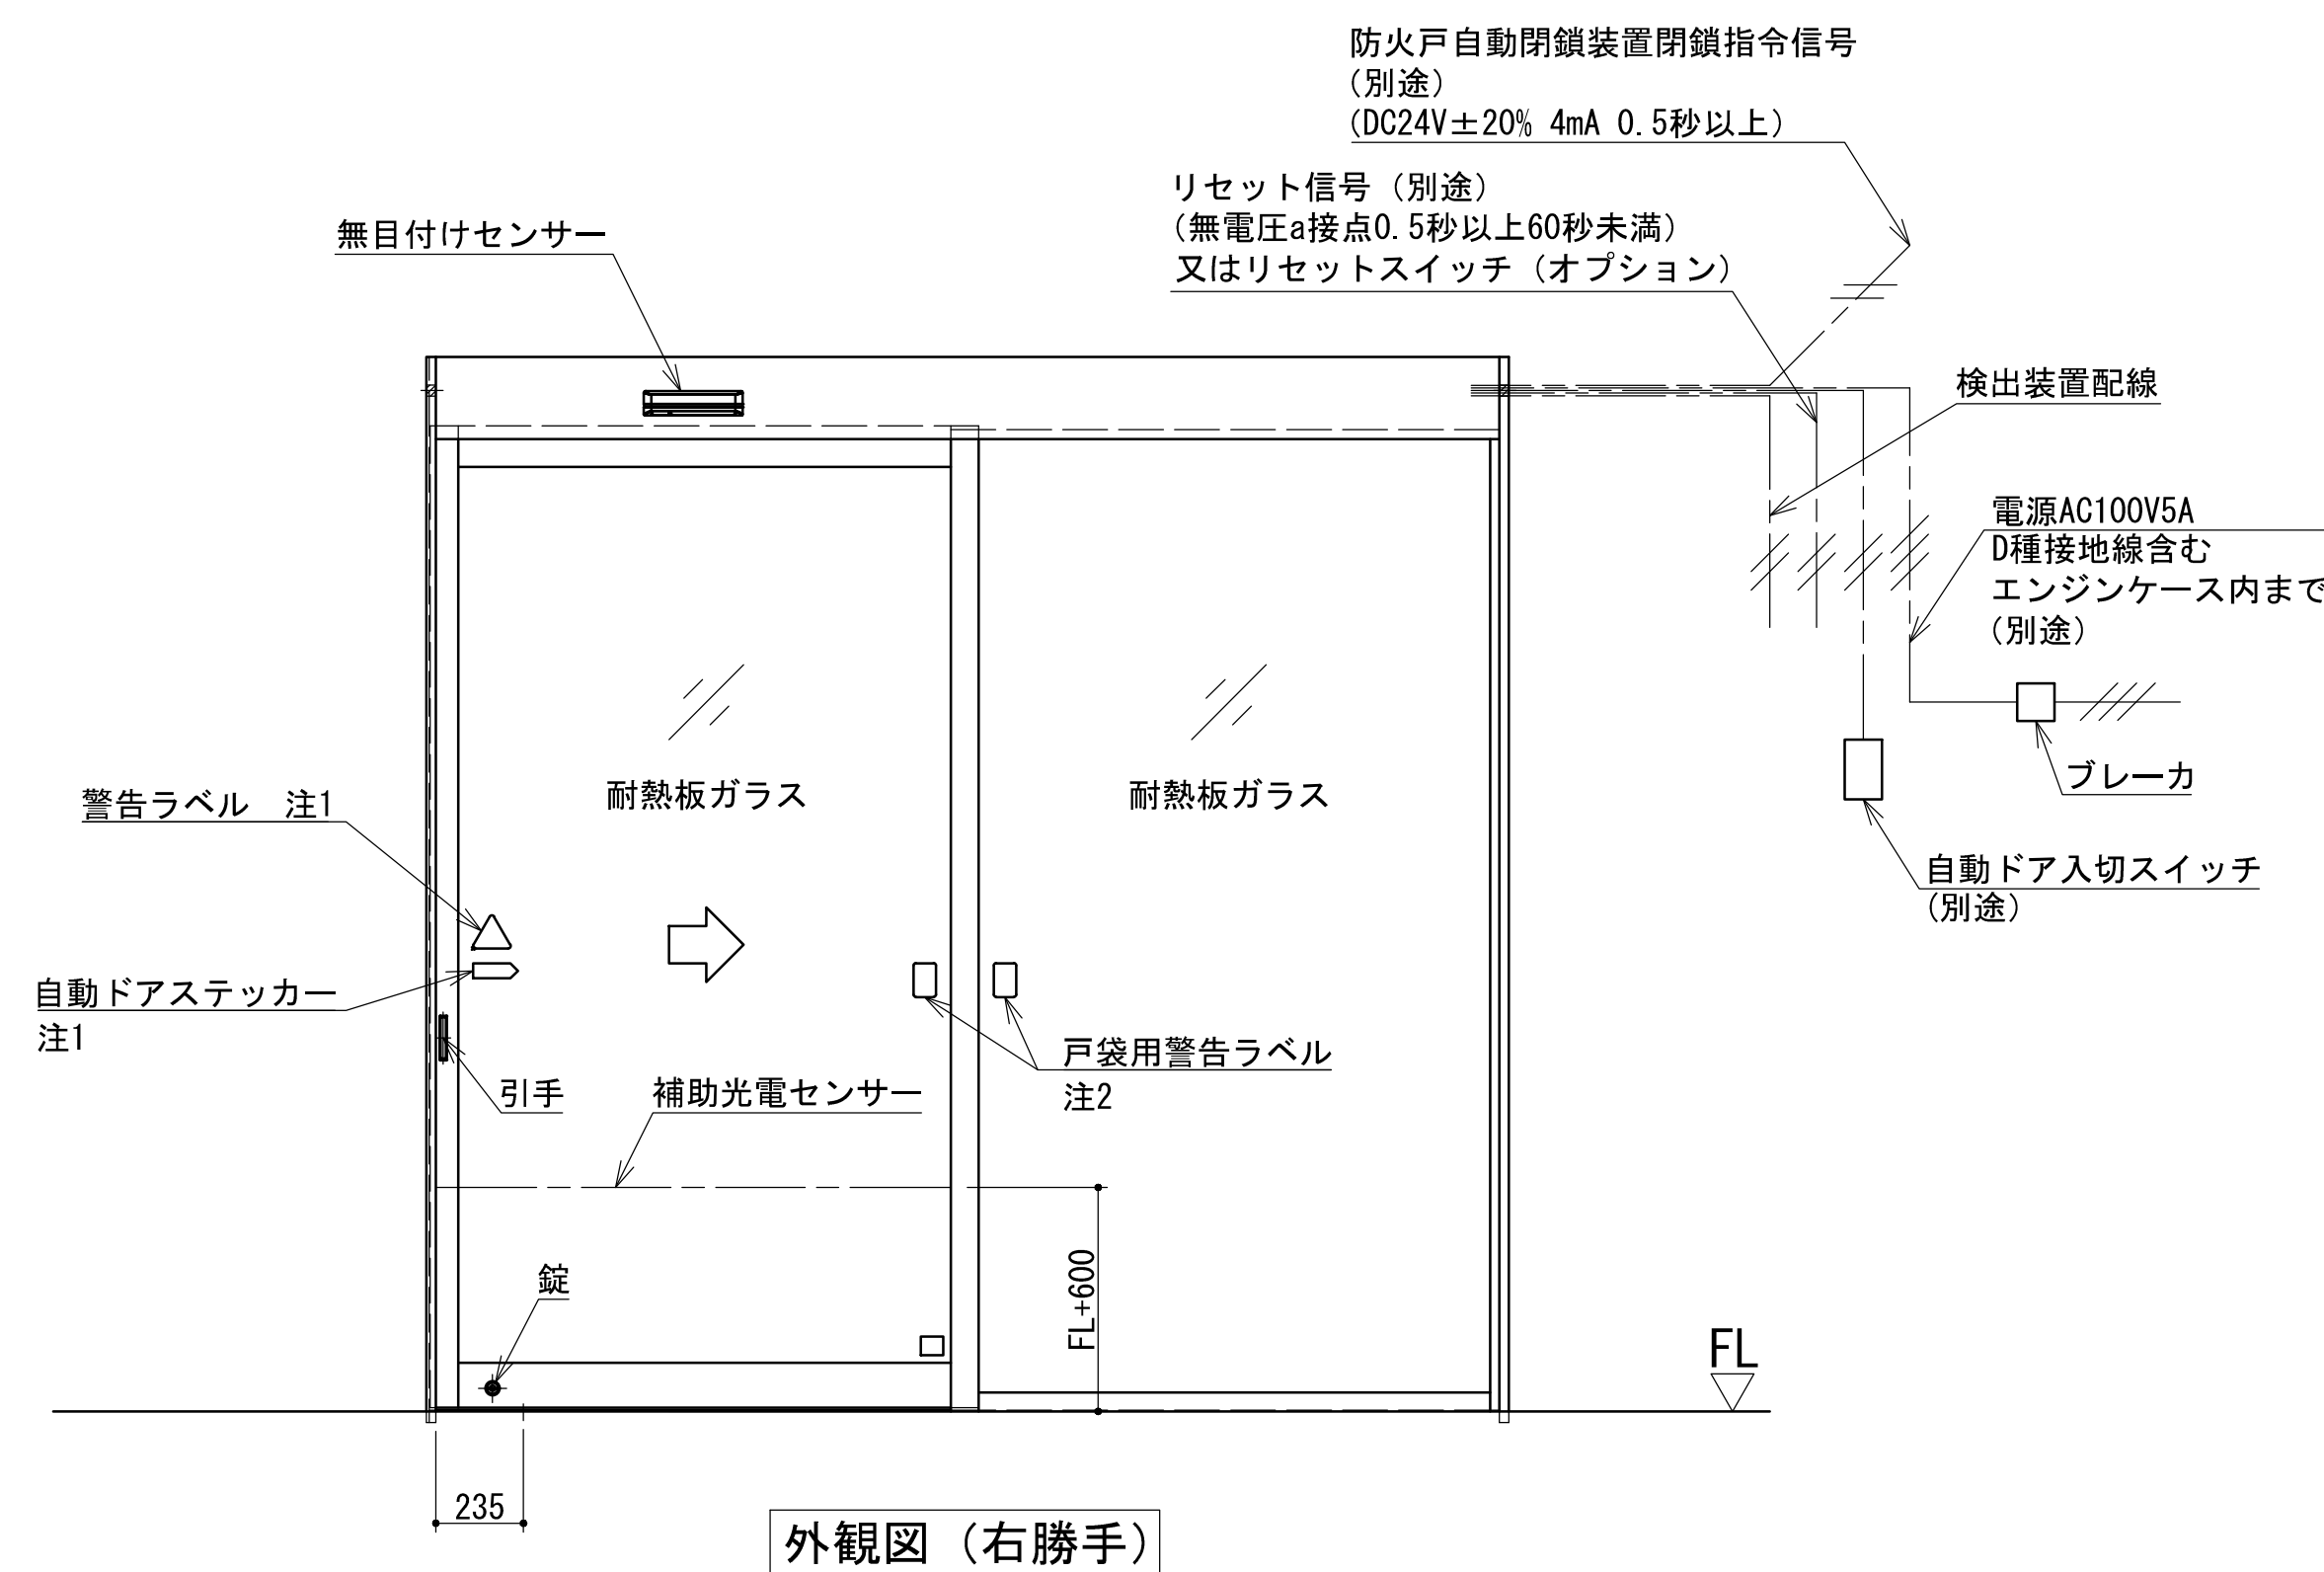 防火戸自動閉鎖装置閉鎖指令信号
(別途)
(DC24V±20% 4mA 0.5秒以上)
リセット信号 (別途)
(無電圧a接点0.5秒以上60秒未満)
又はリセットスイッチ (オプション)
無目付けセンサー
検出装置配線
電源AC100V5A
D種接地線含む
エンジンケース内まで
(別途)
ブレーカ
自動ドア入切スイッチ
(別途)
耐熱板ガラス
耐熱板ガラス
警告ラベル 注1
自動ドアステッカー
注1
引手
補助光電センサー
戸袋用警告ラベル
注2
錠
FL+600
FL
235
外観図 (右勝手)